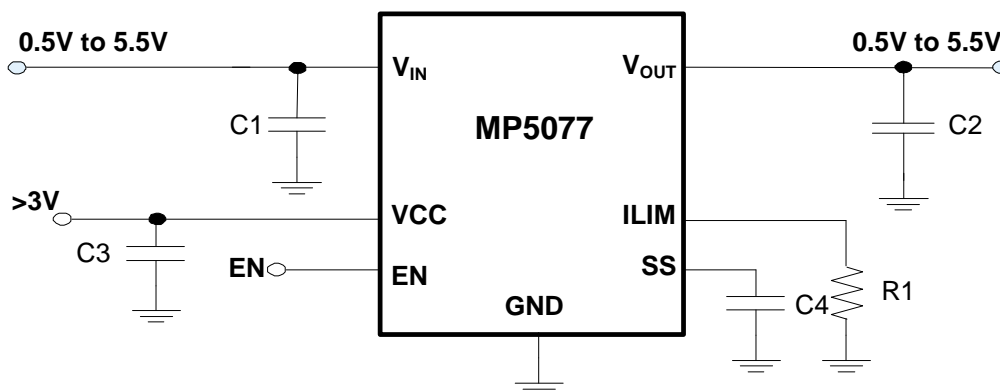 0.5V to 5.5V
0.5V to 5.5V
VIN
VOUT
C1
MP5077
C2
>3V
VCC
ILIM
C3
EN
EN
SS
C4
R1
GND